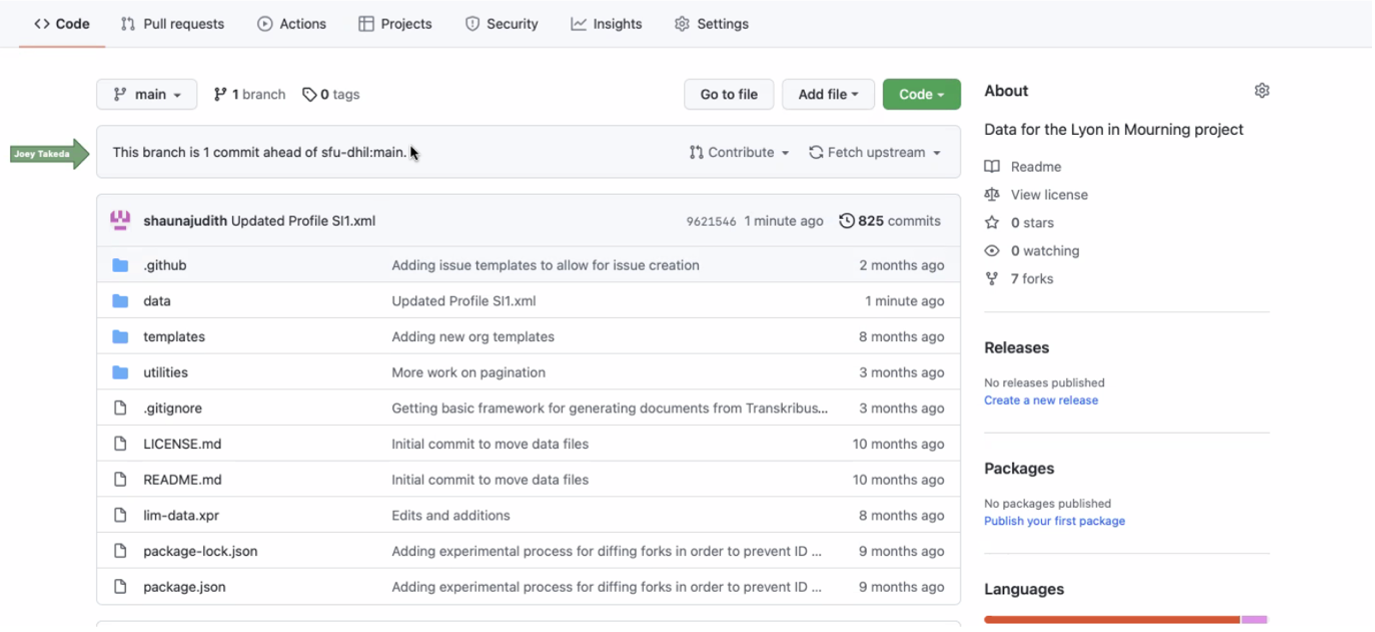 Code Pull requests Actions Projects Security Insights Settings
main 1 branch 0 tags Go to file Add file Code
Joey Takeda
This branch is 1 commit ahead of sfu-dhil:main. Contribute Fetch upstream
shaunajudith Updated Profile SI1.xml 9621546 1 minute ago 825 commits
.github Adding issue templates to allow for issue creation 2 months ago
data Updated Profile SI1.xml 1 minute ago
templates Adding new org templates 8 months ago
utilities More work on pagination 3 months ago
.gitignore Getting basic framework for generating documents from Transkribus... 3 months ago
LICENSE.md Initial commit to move data files 10 months ago
README.md Initial commit to move data files 10 months ago
lim-data.xpr Edits and additions 8 months ago
package-lock.json Adding experimental process for diffing forks in order to prevent ID ... 9 months ago
package.json Adding experimental process for diffing forks in order to prevent ID ... 9 months ago
About
Data for the Lyon in Mourning project
Readme
View license
0 stars
0 watching
7 forks
Releases
No releases published
Create a new release
Packages
No packages published
Publish your first package
Languages